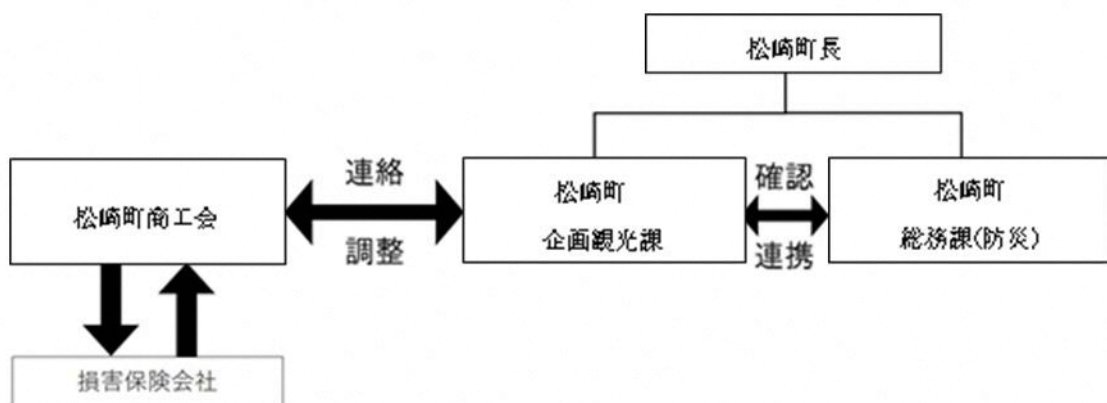 松崎町長
松崎町商工会
連絡
調整
松崎町
企画観光課
確認
連携
松崎町
総務課(防災)
損害保険会社